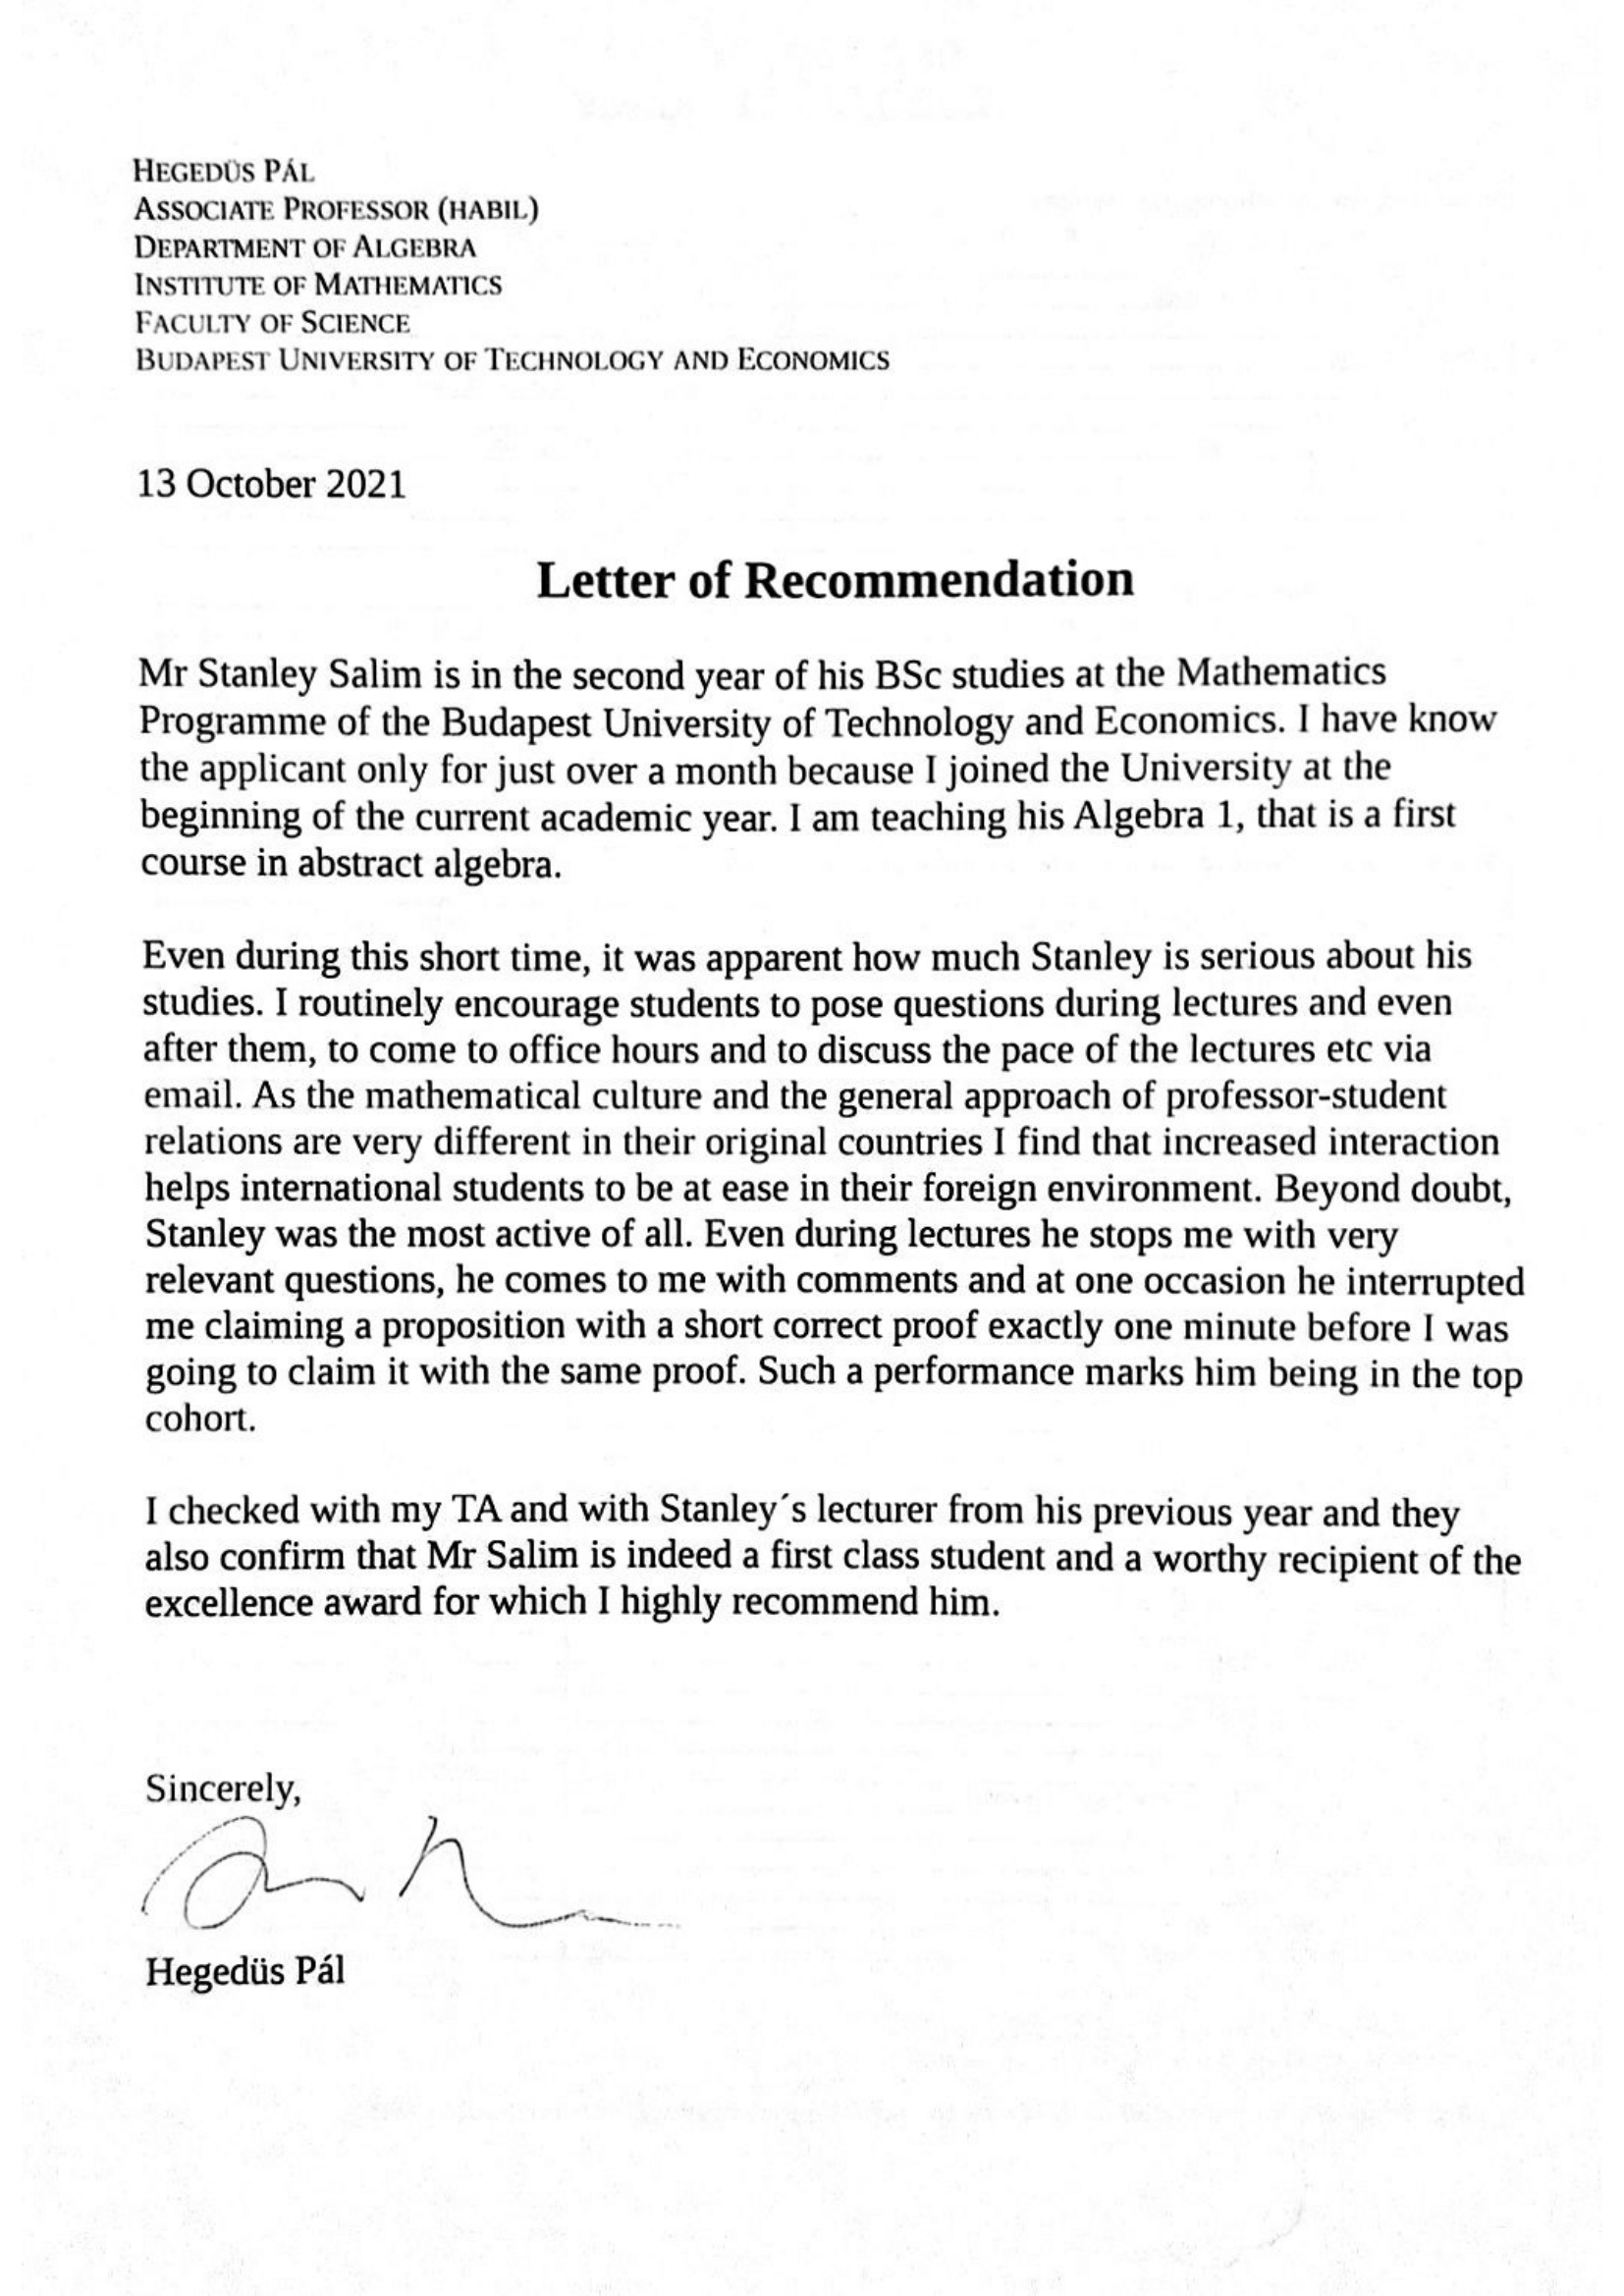 HEGEDÜS PÁL
ASSOCIATE PROFESSOR (HABIL)
DEPARTMENT OF ALGEBRA
INSTITUTE OF MATHEMATICS
FACULTY OF SCIENCE
BUDAPEST UNIVERSITY OF TECHNOLOGY AND ECONOMICS
13 October 2021
Letter of Recommendation
Mr Stanley Salim is in the second year of his BSc studies at the Mathematics
Programme of the Budapest University of Technology and Economics. I have know
the applicant only for just over a month because I joined the University at the
beginning of the current academic year. I am teaching his Algebra 1, that is a first
course in abstract algebra.
Even during this short time, it was apparent how much Stanley is serious about his
studies. I routinely encourage students to pose questions during lectures and even
after them, to come to office hours and to discuss the pace of the lectures etc via
email. As the mathematical culture and the general approach of professor-student
relations are very different in their original countries I find that increased interaction
helps international students to be at ease in their foreign environment. Beyond doubt,
Stanley was the most active of all. Even during lectures he stops me with very
relevant questions, he comes to me with comments and at one occasion he interrupted
me claiming a proposition with a short correct proof exactly one minute before I was
going to claim it with the same proof. Such a performance marks him being in the top
cohort.
I checked with my TA and with Stanley´s lecturer from his previous year and they
also confirm that Mr Salim is indeed a first class student and a worthy recipient of the
excellence award for which I highly recommend him.
Sincerely,
Hegedüs Pál